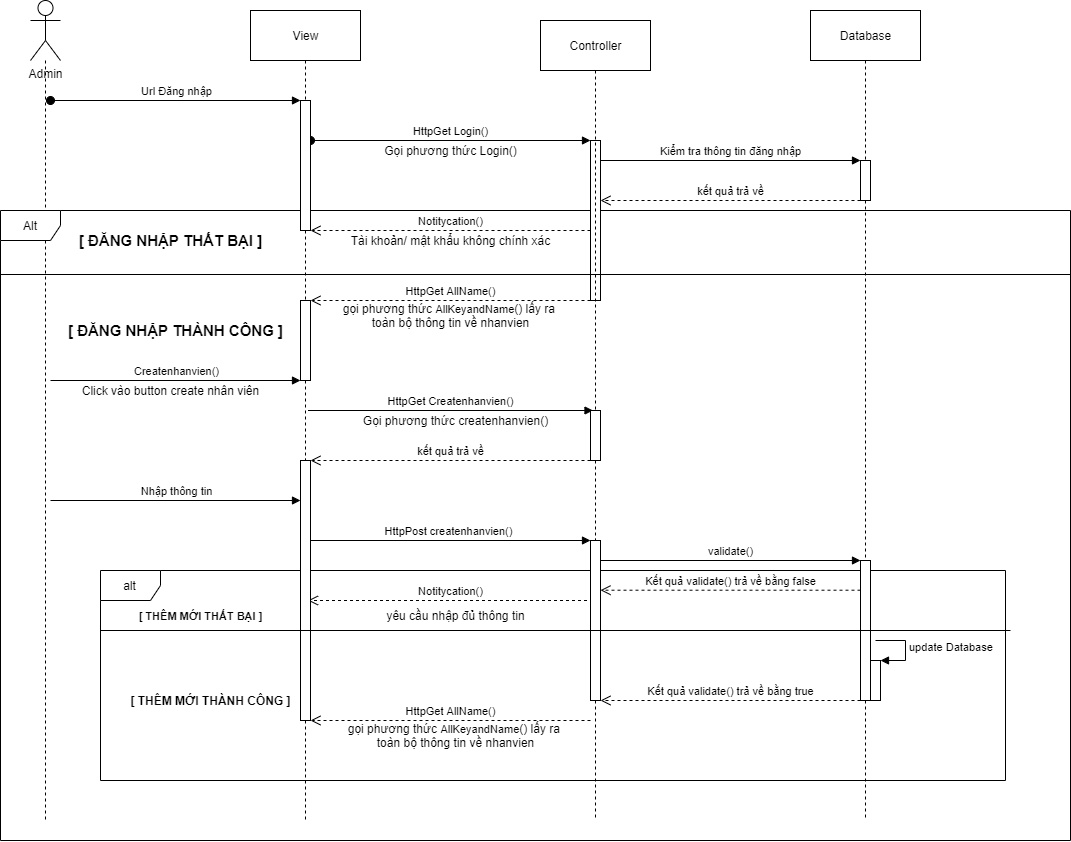 View
Controller
Database
Admin
Url Đăng nhập
HttpGet Login()
Gọi phương thức Login()
Kiểm tra thông tin đăng nhập
kết quả trả về
Alt
[ ĐĂNG NHẬP THẤT BẠI ]
Notitycation()
Tài khoản/ mật khẩu không chính xác
HttpGet AllName()
gọi phương thức AllKeyandName() lấy ra
toàn bộ thông tin về nhanvien
[ ĐĂNG NHẬP THÀNH CÔNG ]
Createnhanvien()
Click vào button create nhân viên
HttpGet Createnhanvien()
Gọi phương thức createnhanvien()
kết quả trả về
Nhập thông tin
HttpPost createnhanvien()
validate()
alt
Kết quả validate() trả về bằng false
Notitycation()
[ THÊM MỚI THẤT BẠI ]
yêu cầu nhập đủ thông tin
update Database
Kết quả validate() trả về bằng true
[ THÊM MỚI THÀNH CÔNG ]
HttpGet AllName()
gọi phương thức AllKeyandName() lấy ra
toàn bộ thông tin về nhanvien